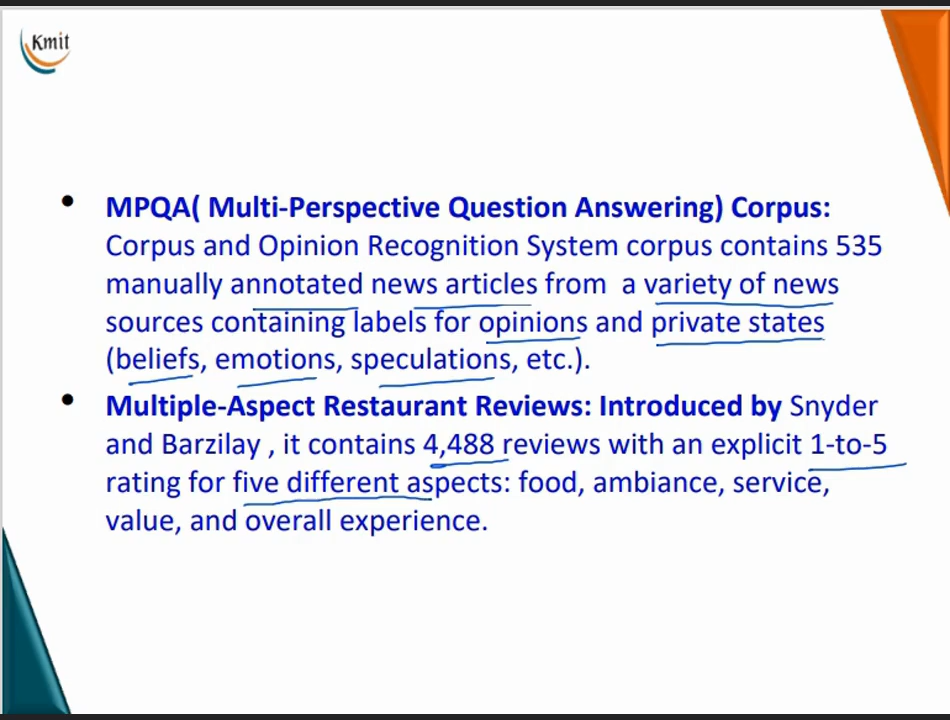 Kmit
• MPQA( Multi-Perspective Question Answering) Corpus:
Corpus and Opinion Recognition System corpus contains 535
manually annotated news articles from a variety of news
sources containing labels for opinions and private states
(beliefs, emotions, speculations, etc.).
• Multiple-Aspect Restaurant Reviews: Introduced by Snyder
and Barzilay , it contains 4,488 reviews with an explicit 1-to-5
rating for five different aspects: food, ambiance, service,
value, and overall experience.